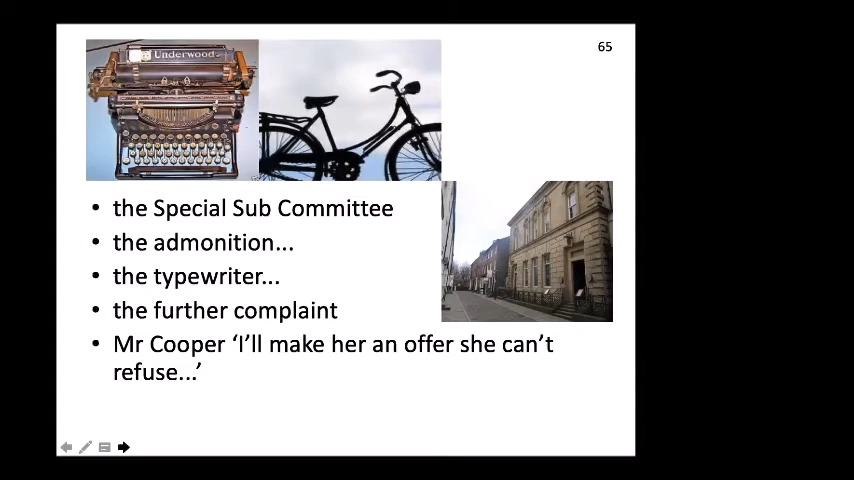 65
Underwood
• the Special Sub Committee
• the admonition...
• the typewriter...
• the further complaint
• Mr Cooper ‘I’ll make her an offer she can’t
refuse...’